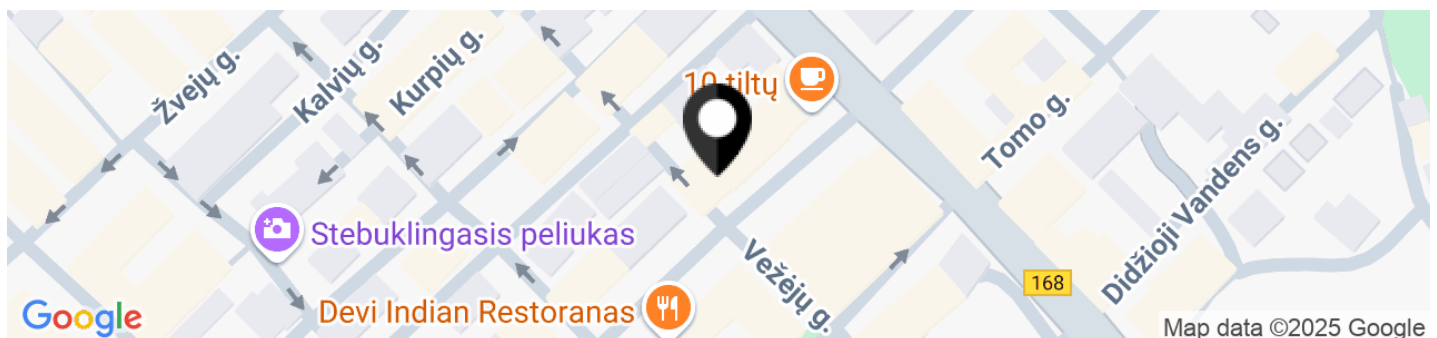 Žvejų g.
Kalvių g.
Kurpių g.
10 tiltų
Tomo g.
Didžioji Vandens g.
Stebuklingasis peliukas
Vežėjų g.
168
Devi Indian Restoranas
Google
Map data ©2025 Google